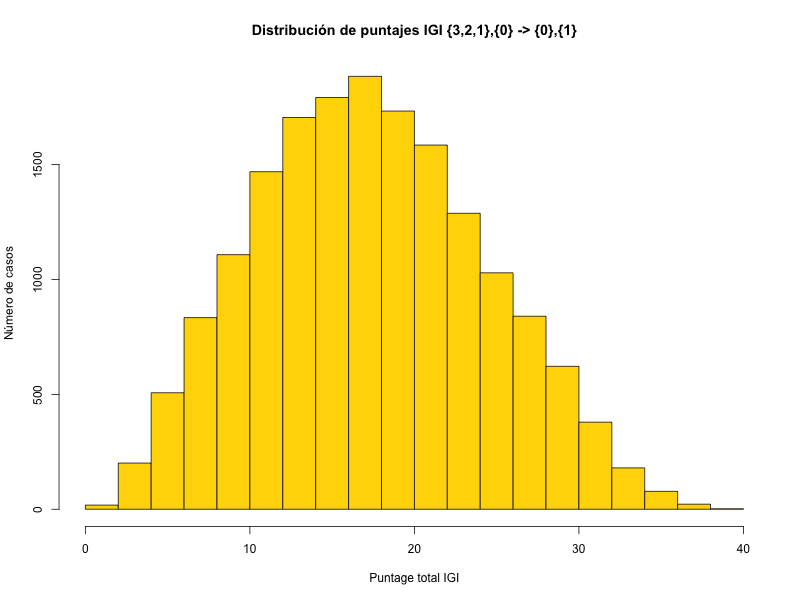 Distribución de puntajes IGI {3,2,1},{0} -> {0},{1}
Número de casos
1500
1000
500
0
0 10 20 30 40
Puntage total IGI